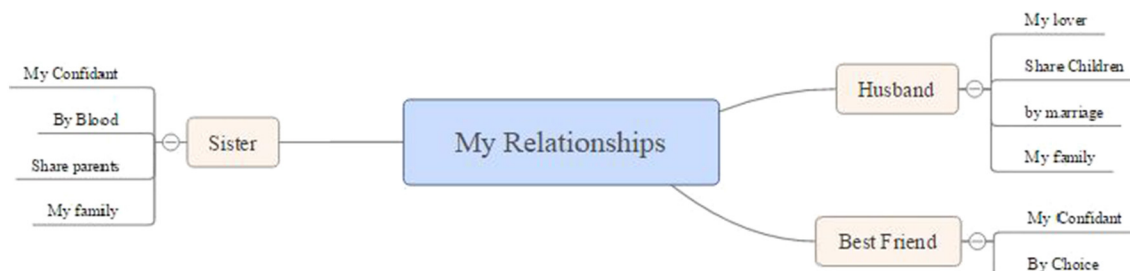 My Relationships
Sister
My Confidant
By Blood
Share parents
My family
Husband
My lover
Share Children
by marriage
My family
Best Friend
My Confidant
By Choice